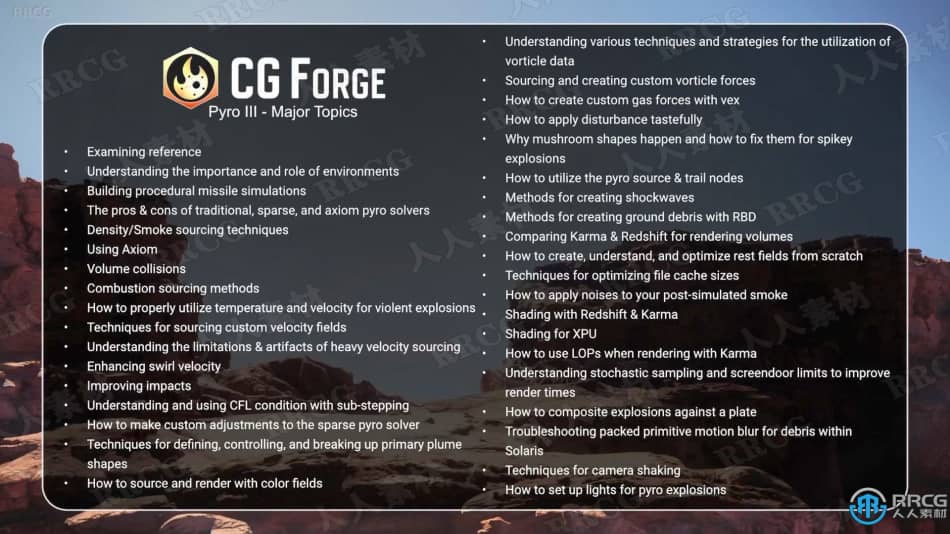 RRCG
CG FORGE
Pyro III - Major Topics
• Examining reference
• Understanding the importance and role of environments
• Building procedural missile simulations
• The pros & cons of traditional, sparse, and axiom pyro solvers
• Density/Smoke sourcing techniques
• Using Axiom
• Volume collisions
• Combustion sourcing methods
• How to properly utilize temperature and velocity for violent explosions
• Techniques for sourcing custom velocity fields
• Understanding the limitations & artifacts of heavy velocity sourcing
• Enhancing swirl velocity
• Improving impacts
• Understanding and using CFL condition with sub-stepping
• How to make custom adjustments to the sparse pyro solver
• Techniques for defining, controlling, and breaking up primary plume
shapes
• How to source and render with color fields
• Understanding various techniques and strategies for the utilization of
vorticle data
• Sourcing and creating custom vorticle forces
• How to create custom gas forces with vex
• How to apply disturbance tastefully
• Why mushroom shapes happen and how to fix them for spikey
explosions
• How to utilize the pyro source & trail nodes
• Methods for creating shockwaves
• Methods for creating ground debris with RBD
• Comparing Karma & Redshift for rendering volumes
• How to create, understand, and optimize rest fields from scratch
• Techniques for optimizing file cache sizes
• How to apply noises to your post-simulated smoke
• Shading with Redshift & Karma
• Shading for XPU
• How to use LOPs when rendering with Karma
• Understanding stochastic sampling and screendoor limits to improve
render times
• How to composite explosions against a plate
• Troubleshooting packed primitive motion blur for debris within
Solaris
• Techniques for camera shaking
• How to set up lights for pyro explosions
RRCG
人人素材